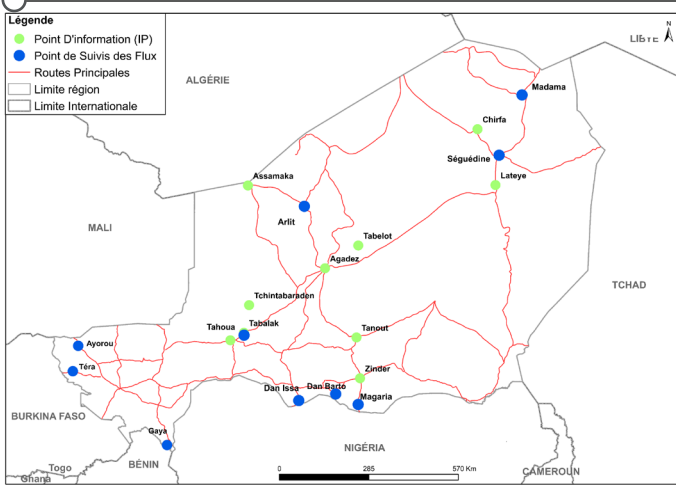 Légende
Point D'information (IP)
Point de Suivis des Flux
Routes Principales
Limite région
Limite Internationale
N
ALGÉRIE
Madama
Chirfa
Séguédine
Lateye
Assamaka
Arlit
MALI
Tabelot
Agadez
TCHAD
Tchintabaraden
Tabalak
Tahoua
Tanout
Ayorou
Téra
Zinder
Dan Issa
Dan Barto
Magaria
BURKINA FASO
Gaya
NIGÉRIA
BÉNIN
Togo
Ghana
CAMEROUN
0 285 570 Km